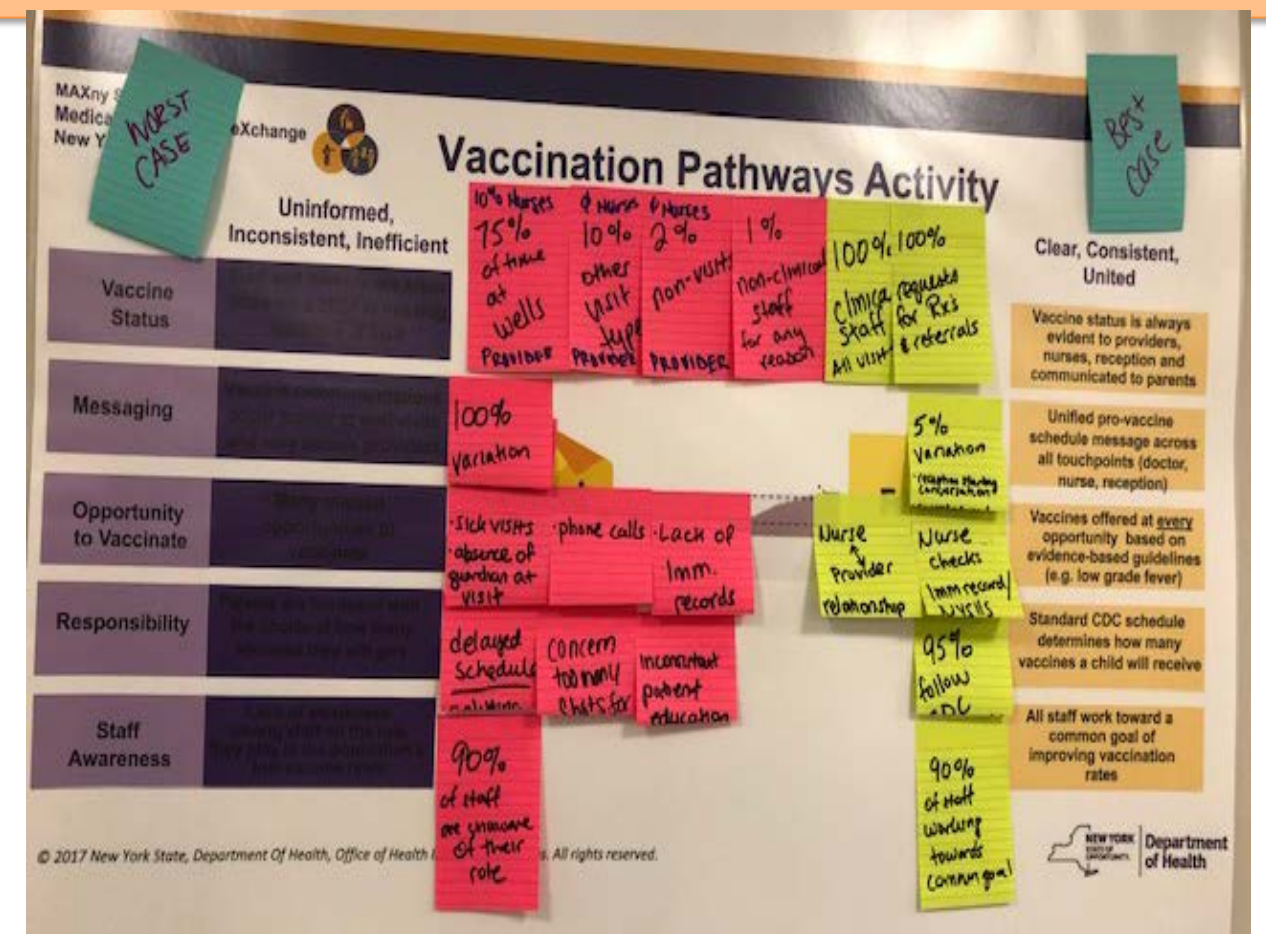 MAXny S
Medica
New Y
eXchange
WORST
CASE
Best
Case
Vaccination Pathways Activity
Uninformed,
Inconsistent, Inefficient
Clear, Consistent,
United
Vaccine
Status
10% Nurses
75%
of time
at
wells
PROVIDER
10%
other
visit
type
PROVIDER
Nurses
2%
non-visits
PROVIDER
1%
non-clinical
staff
for any
reason
100%
clinical
staff
All visit
100%
requests
for Rx's
& referrals
Vaccine status is always
evident to providers,
nurses, reception and
communicated to parents
Messaging
100%
variation
5%
Variation
Unified pro-vaccine
schedule message across
all touchpoints (doctor,
nurse, reception)
Opportunity
to Vaccinate
·Sick visits
·absence of
guardian at
visit
·phone calls
·Lack of
Imm.
records
Nurse
Provider
relationship
Nurse
checks
Imm record/
NYSIIS
Vaccines offered at every
opportunity based on
evidence-based guidelines
(e.g. low grade fever)
Responsibility
delayed
schedule
concern
too many
shots for
inconsistent
patient
education
95%
follow
CDC
Standard CDC schedule
determines how many
vaccines a child will receive
Staff
Awareness
90%
of staff
are unaware
of their
role
90%
of staff
working
towards
common goal
All staff work toward a
common goal of
improving vaccination
rates
© 2017 New York State, Department Of Health, Office of Health
s. All rights reserved.
NEW YORK
STATE OF
OPPORTUNITY.
Department
of Health